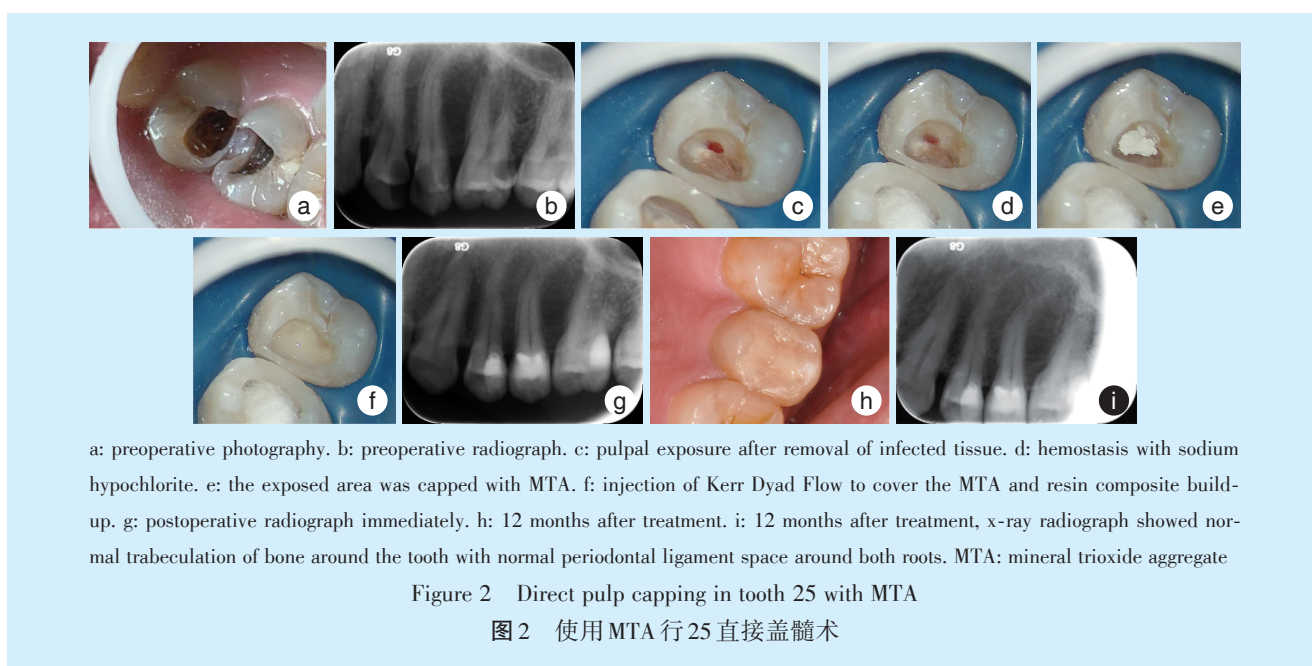 G8
a
b
c
d
e
f
G8
g
h
G8
i
a: preoperative photography. b: preoperative radiograph. c: pulpal exposure after removal of infected tissue. d: hemostasis with sodium
hypochlorite. e: the exposed area was capped with MTA. f: injection of Kerr Dyad Flow to cover the MTA and resin composite build-
up. g: postoperative radiograph immediately. h: 12 months after treatment. i: 12 months after treatment, x-ray radiograph showed nor-
mal trabeculation of bone around the tooth with normal periodontal ligament space around both roots. MTA: mineral trioxide aggregate
Figure 2 Direct pulp capping in tooth 25 with MTA
图2 使用MTA行25直接盖髓术